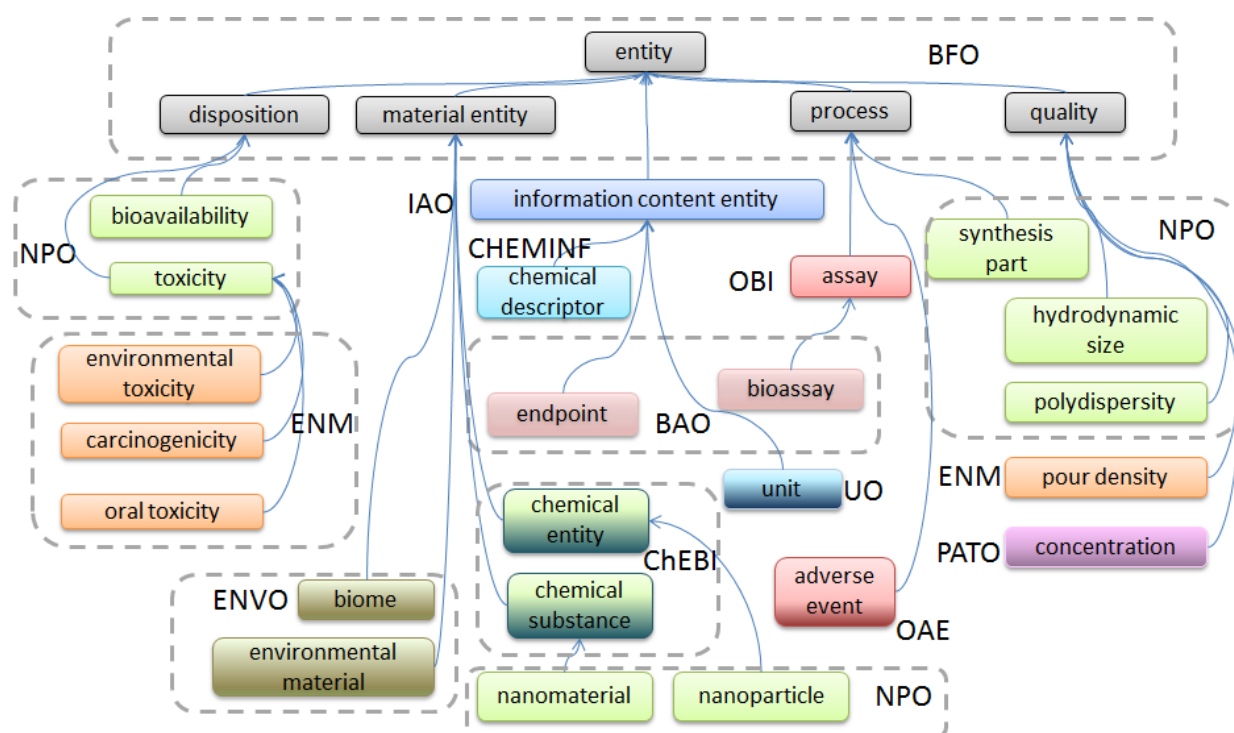 entity
BFO
disposition
material entity
process
quality
bioavailability
IAO
information content entity
NPO
toxicity
CHEMINF
chemical
descriptor
OBI
assay
synthesis
part
NPO
hydrodynamic
size
environmental
toxicity
carcinogenicity
ENM
oral toxicity
endpoint
BAO
bioassay
polydispersity
unit
UO
ENM
pour density
chemical
entity
ChEBI
chemical
substance
PATO
concentration
adverse
event
OAE
ENVO
biome
environmental
material
nanomaterial
nanoparticle
NPO